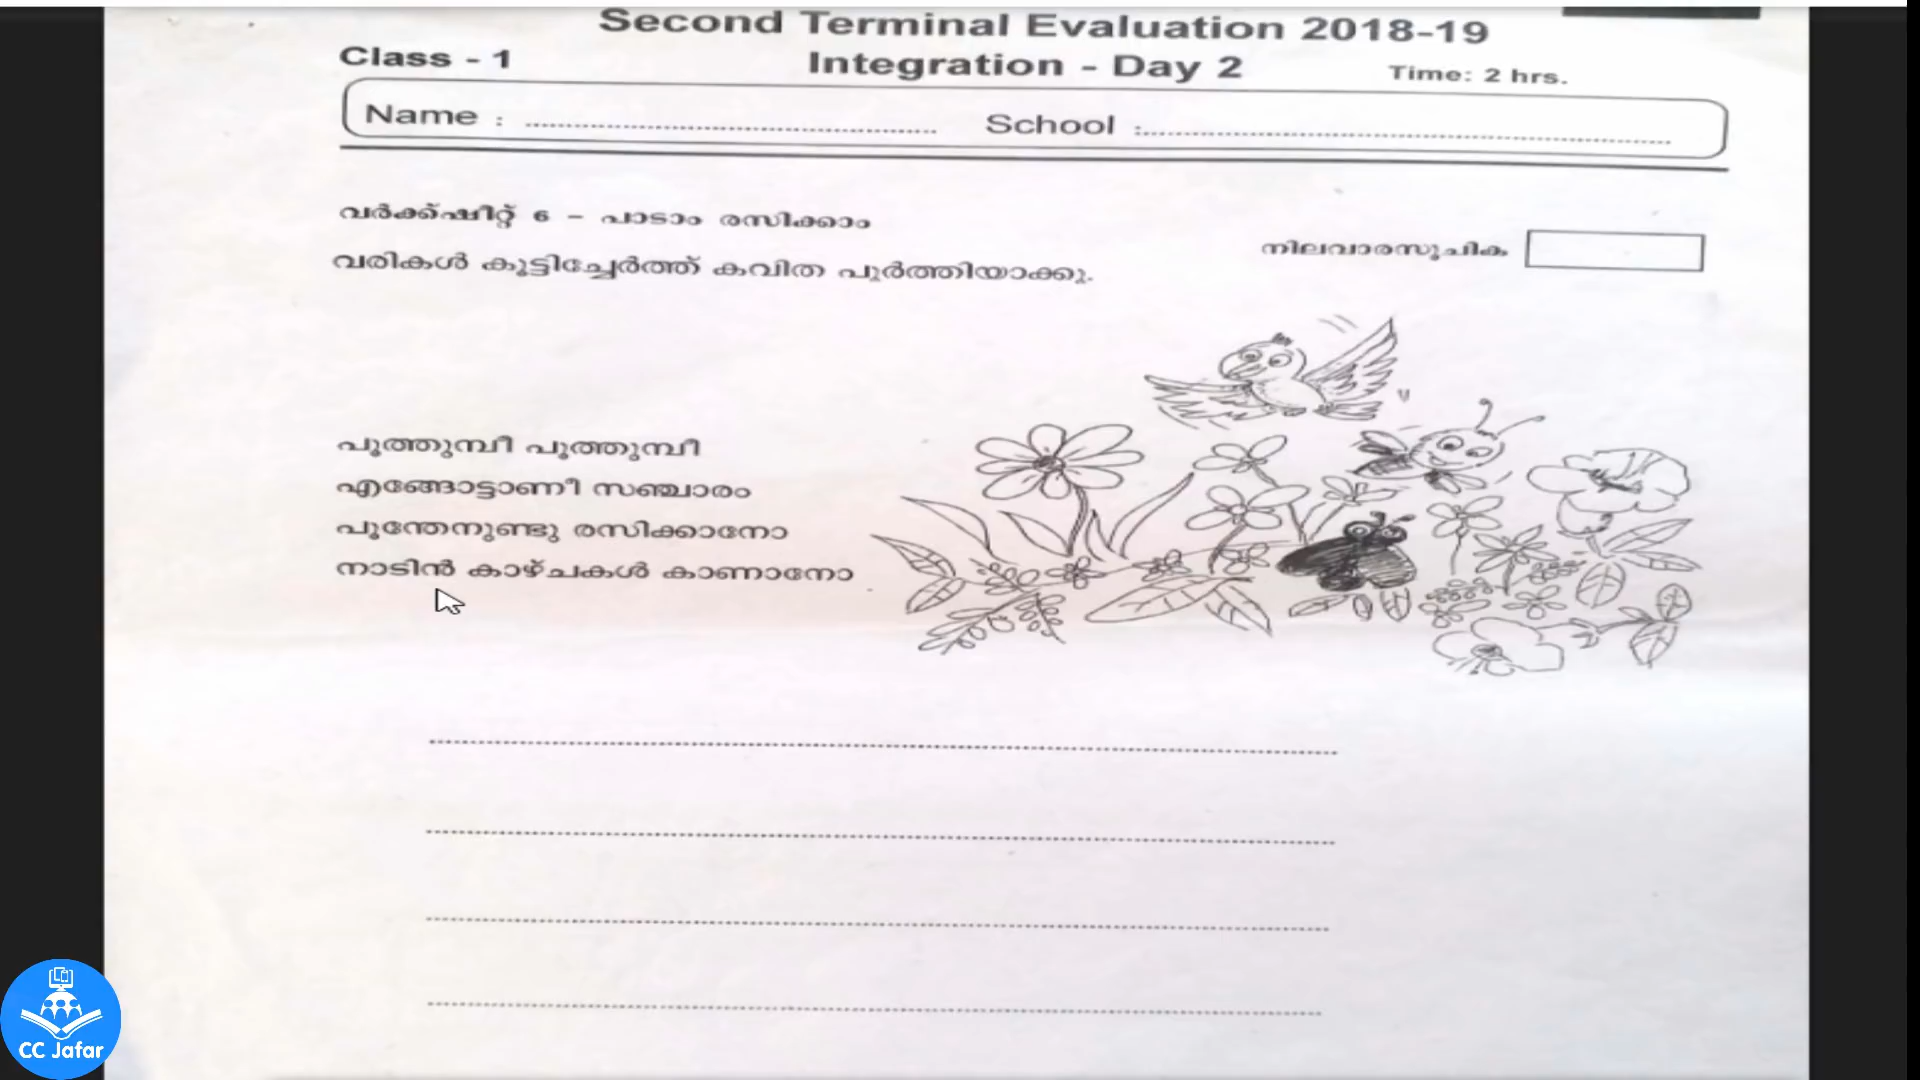 Second Terminal Evaluation 2018-19
Class - 1
Integration - Day 2
Time: 2 hrs.
Name :
School :
വർക്ക്ഷീറ്റ് 6 - പാടാം രസിക്കാം
നിലവാരസൂചിക
വരികൾ കൂട്ടിച്ചേർത്ത് കവിത പൂർത്തിയാക്കൂ.
പൂത്തുമ്പീ പൂത്തുമ്പീ
എങ്ങോട്ടാണീ സഞ്ചാരം
പൂന്തേനുണ്ടു രസിക്കാനോ
നാടിൻ കാഴ്ചകൾ കാണാനോ
CC Jafar